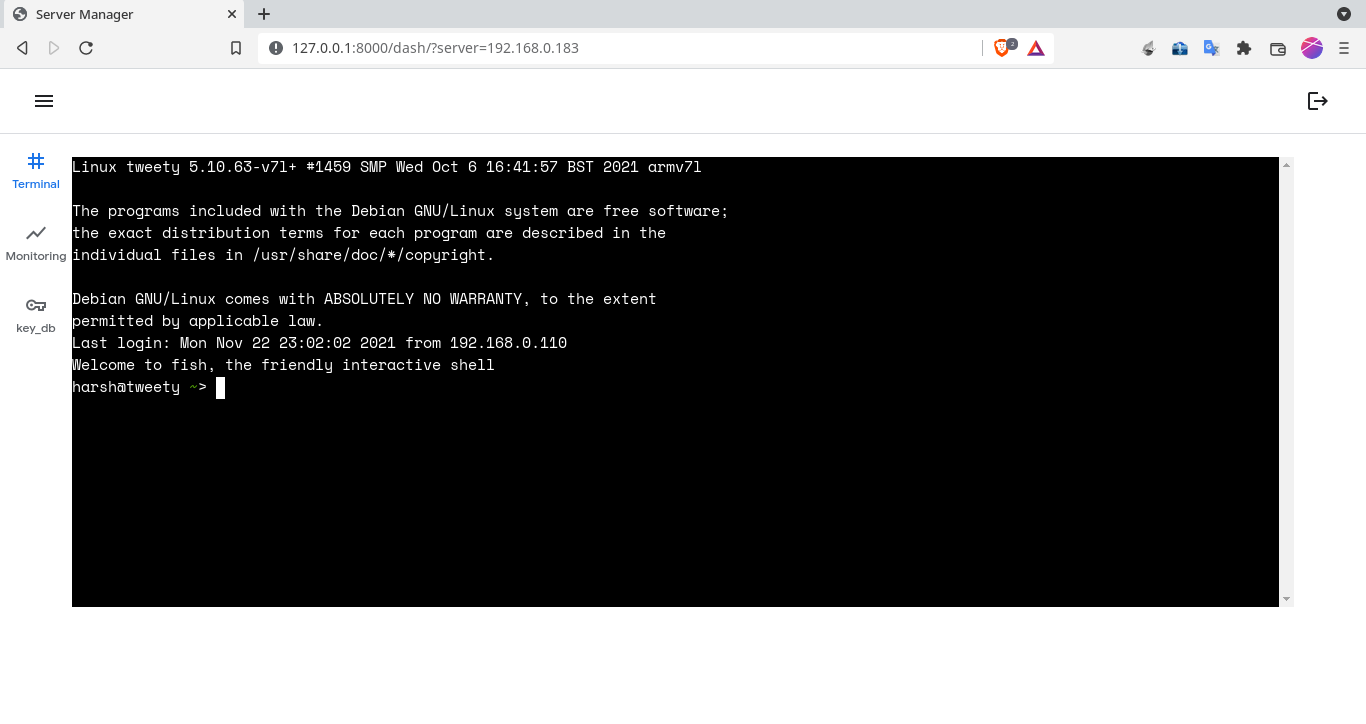 Server Manager
127.0.0.1:8000/dash/?server=192.168.0.183
2
Terminal
Monitoring
key_db
Linux tweety 5.10.63-v7l+ #1459 SMP Wed Oct 6 16:41:57 BST 2021 armv7l
The programs included with the Debian GNU/Linux system are free software;
the exact distribution terms for each program are described in the
individual files in /usr/share/doc/*/copyright.
Debian GNU/Linux comes with ABSOLUTELY NO WARRANTY, to the extent
permitted by applicable law.
Last login: Mon Nov 22 23:02:02 2021 from 192.168.0.110
Welcome to fish, the friendly interactive shell
harsh@tweety ~>